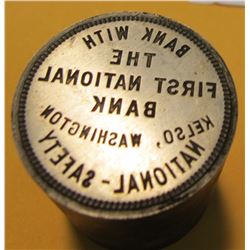 BANK WITH
THE
FIRST NATIONAL
BANK
KELSO, WASHINGTON
NATIONAL-SAFETY